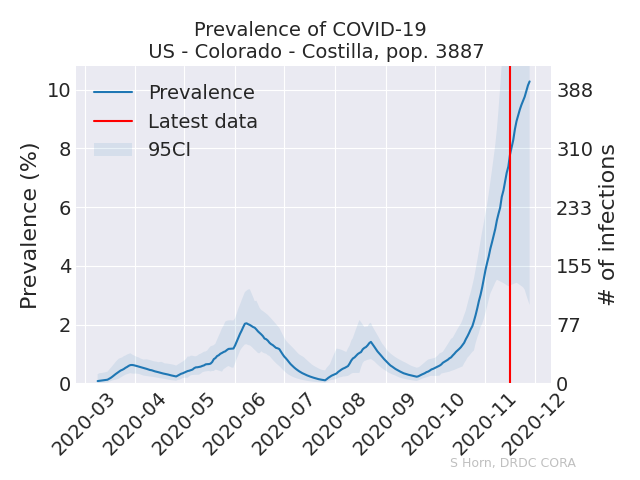 Prevalence of COVID-19
US - Colorado - Costilla, pop. 3887
Prevalence
Latest data
95CI
Prevalence (%)
10
8
6
4
2
0
388
310
233
155
77
0
# of infections
2020-03
2020-04
2020-05
2020-06
2020-07
2020-08
2020-09
2020-10
2020-11
2020-12
S Horn, DRDC CORA